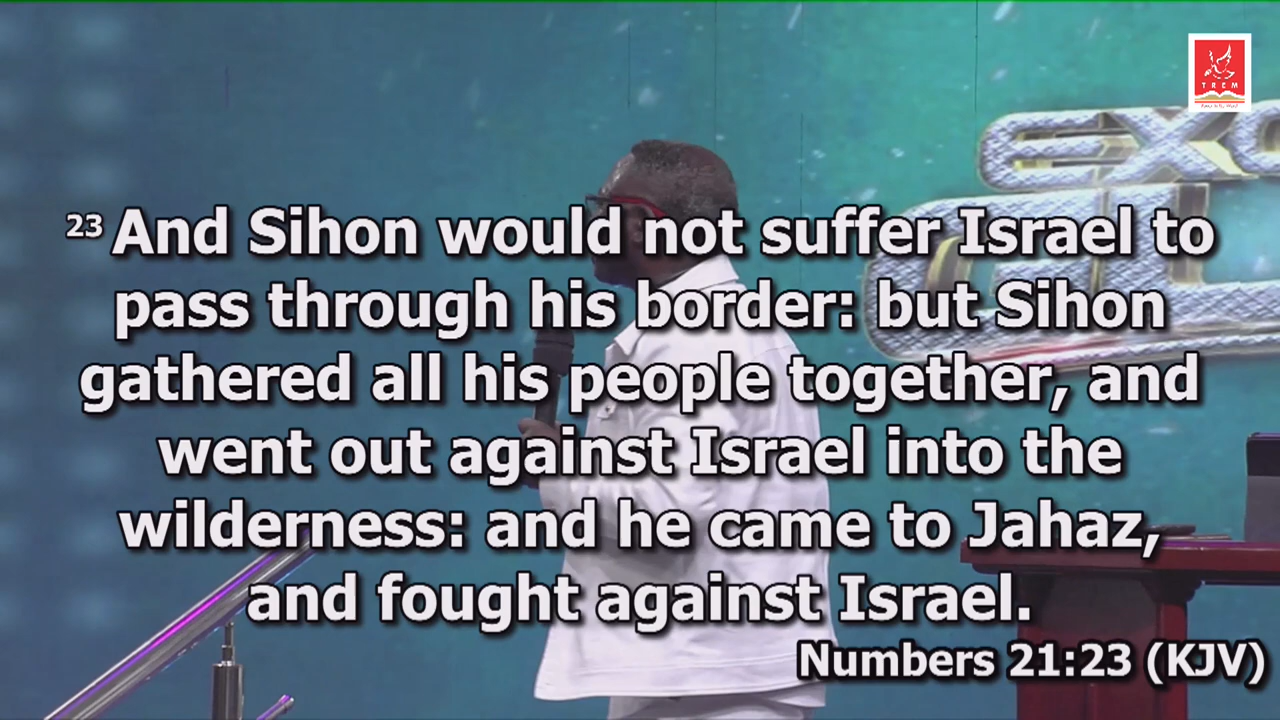 TREM
EXC
23 And Sihon would not suffer Israel to
pass through his border: but Sihon
gathered all his people together, and
went out against Israel into the
wilderness: and he came to Jahaz,
and fought against Israel.
Numbers 21:23 (KJV)